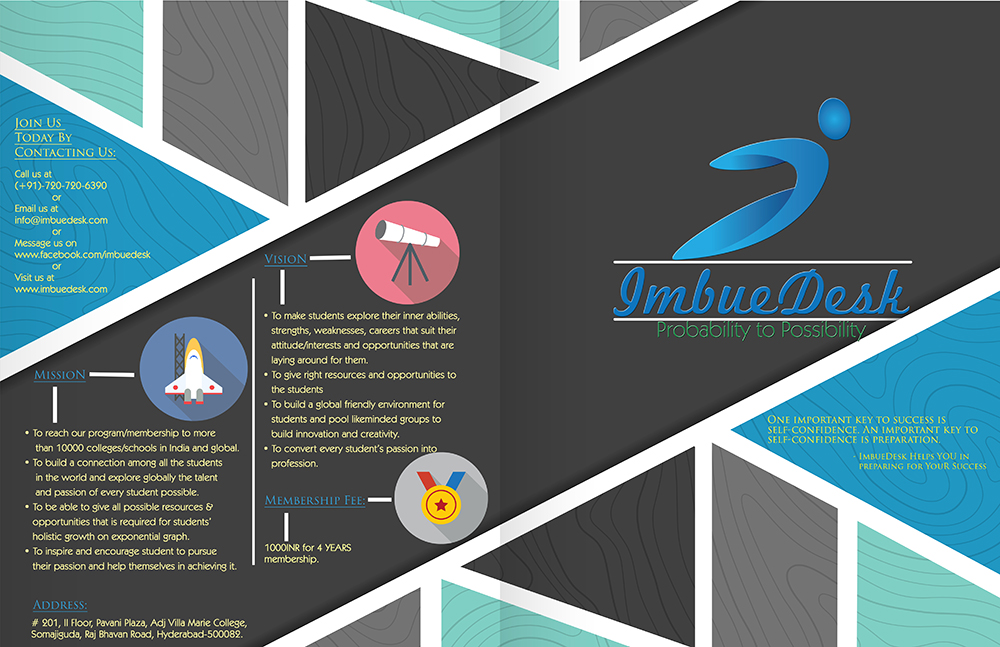 Join Us
Today By
Contacting Us:
Call us at
(+91)-720-720-6390
or
Email us at
info@imbuedesk.com
or
Message us on
www.facebook.com/imbuedesk
or
Visit us at
www.imbuedesk.com
Mission
• To reach our program/membership to more
than 10000 colleges/schools in India and global.
• To build a connection among all the students
in the world and explore globally the talent
and passion of every student possible.
• To be able to give all possible resources &
opportunities that is required for students'
holistic growth on exponential graph.
• To inspire and encourage student to pursue
their passion and help themselves in achieving it.
Address:
# 201, II Floor, Pavani Plaza, Adj Villa Marie College,
Somajiguda, Raj Bhavan Road, Hyderabad-500082.
Vision
• To make students explore their inner abilities,
strengths, weaknesses, careers that suit their
attitude/interests and opportunities that are
laying around for them.
• To give right resources and opportunities to
the students
• To build a global friendly environment for
students and pool likeminded groups to
build innovation and creativity.
• To convert every student's passion into
profession.
Membership Fee:
1000INR for 4 YEARS
membership.
ImbueDesk
Probability to Possibility
One important key to success is
self-confidence. An important key to
self-confidence is preparation.
- ImbueDesk Helps YOU in
preparing for YouR Success